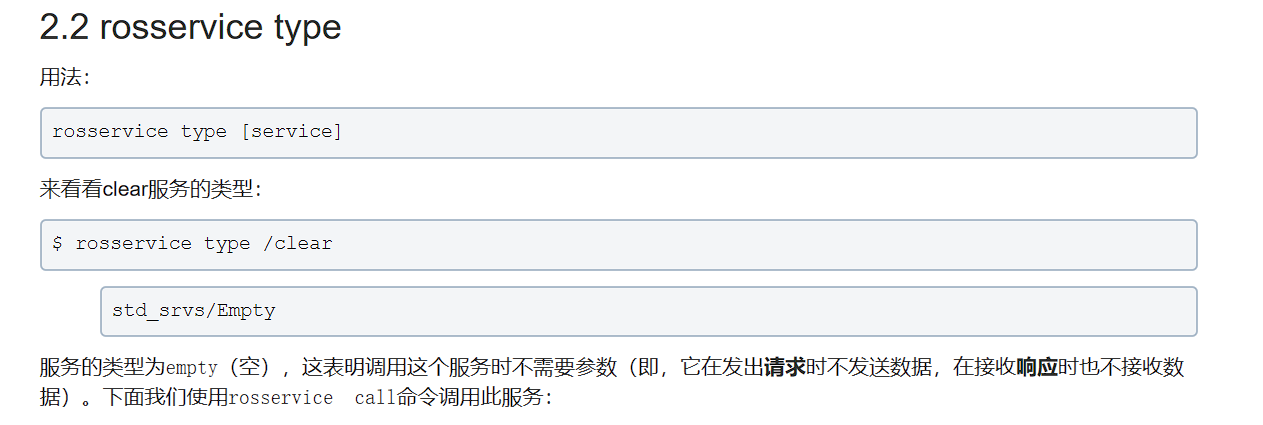 2.2 rosservice type
用法：
rosservice type [service]
来看看clear服务的类型：
$ rosservice type /clear
std_srvs/Empty
服务的类型为empty（空），这表明调用这个服务时不需要参数（即，它在发出请求时不发送数据，在接收响应时也不接收数
据）。下面我们使用rosservice call命令调用此服务：